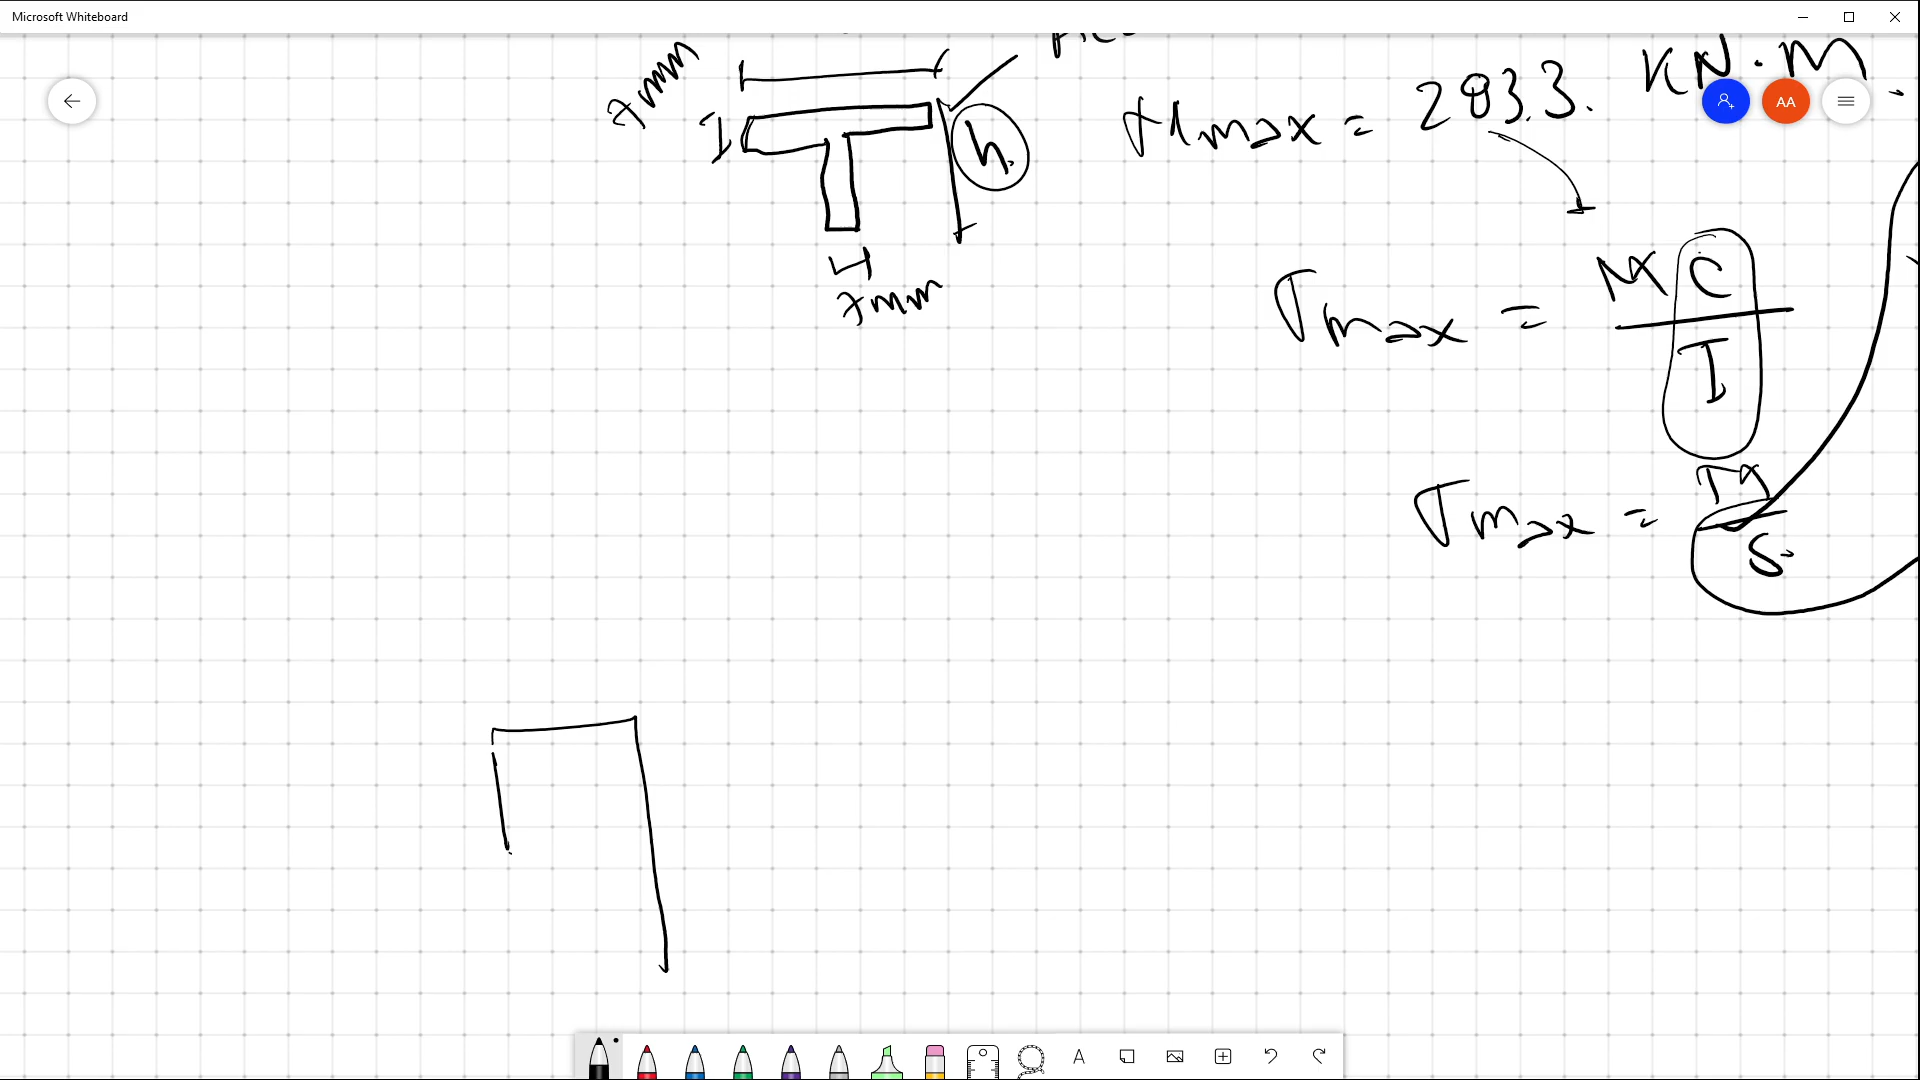 Microsoft Whiteboard
7mm
h.
7mm
Mmax = 283.3. KN.m
AA
σmax = MC
I
σmax = M
S
A